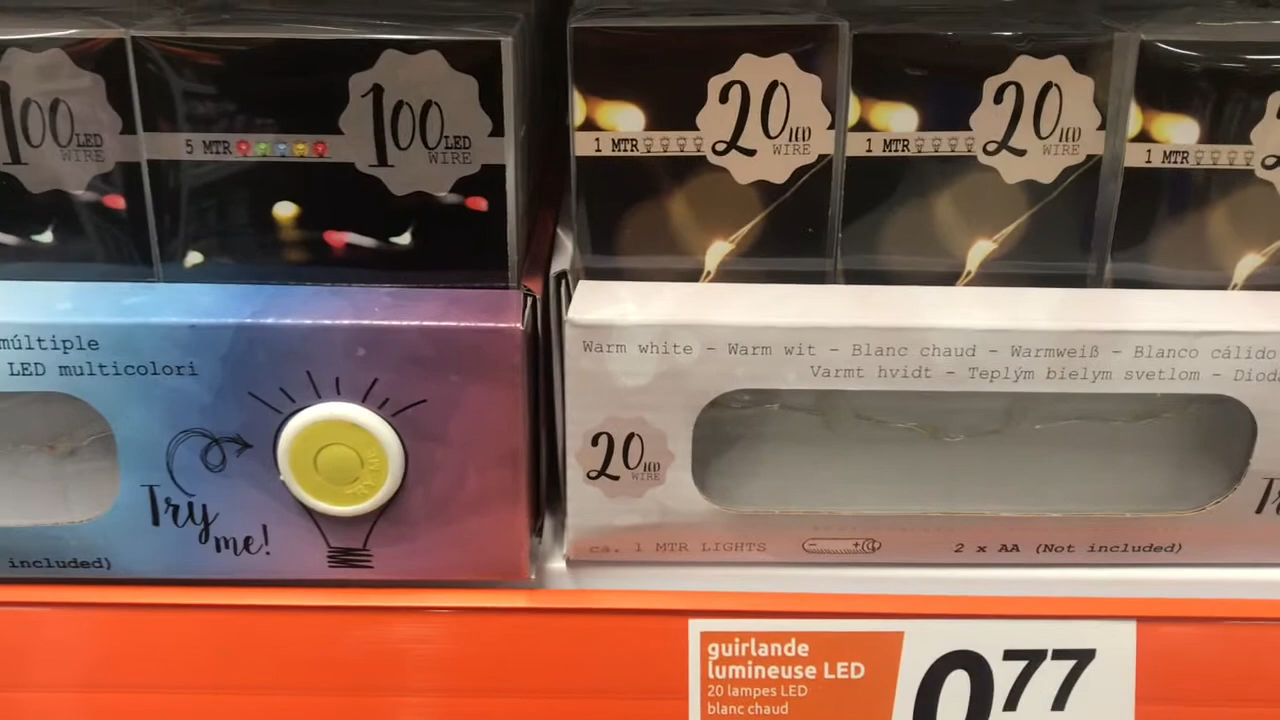 100 LED
WIRE
5 MTR
100 LED
WIRE
1 MTR
20 LED
WIRE
1 MTR
20 LED
WIRE
1 MTR
múltiple
LED multicolori
Try
me!
TRY ME
included)
Warm white - Warm wit - Blanc chaud - Warmweiß - Blanco cálido
Varmt hvidt - Teplým bielym svetlom -
20 LED
WIRE
ca. 1 MTR LIGHTS
- +
2 x AA (Not included)
guirlande
lumineuse LED
20 lampes LED
blanc chaud
0.77